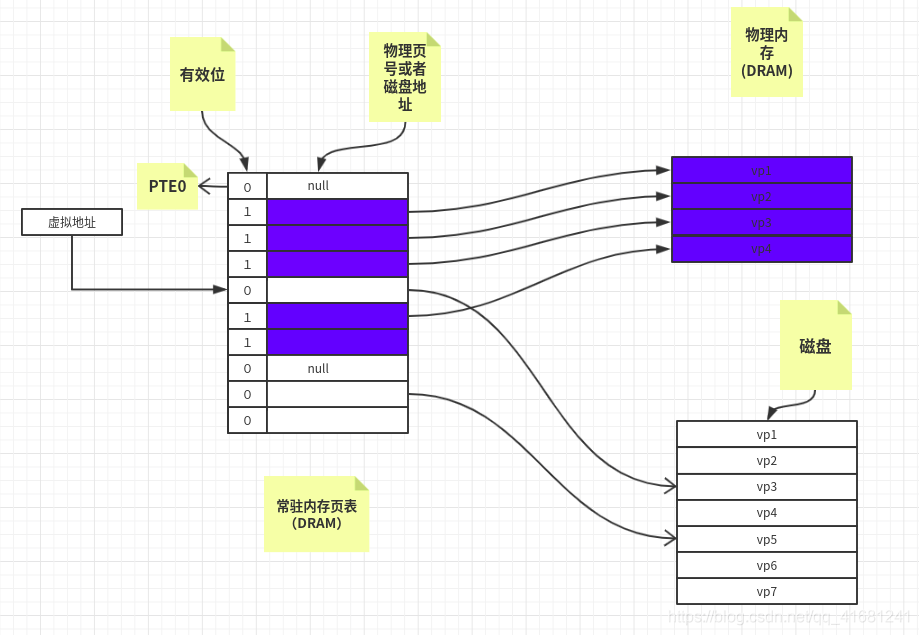 有效位
物理页
号或者
磁盘地
址
物理内
存
(DRAM)
PTE0
虚拟地址
0 null
1
1
1
0
1
1
0 null
0
0
vp1
vp2
vp3
vp4
磁盘
vp1
vp2
vp3
vp4
vp5
vp6
vp7
常驻内存页表
（DRAM）
https://blog.csdn.net/qq_41681241